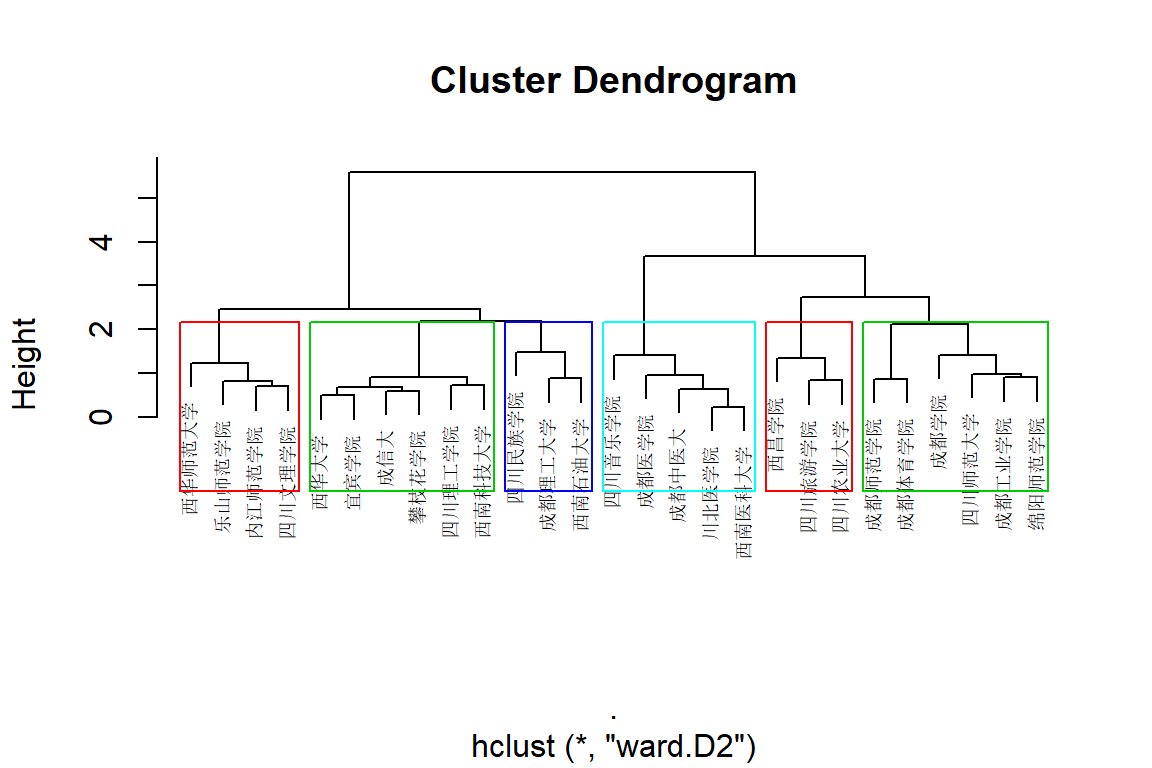 Cluster Dendrogram
Height
0
2
4
西华师范大学
乐山师范学院
内江师范学院
四川文理学院
西华大学
宜宾学院
成信大
攀枝花学院
四川理工学院
西南科技大学
四川民族学院
成都理工大学
西南石油大学
四川音乐学院
成都医学院
成都中医大
川北医学院
西南医科大学
西昌学院
四川旅游学院
四川农业大学
成都师范学院
成都体育学院
成都学院
四川师范大学
成都工业学院
绵阳师范学院
.
hclust (*, "ward.D2")